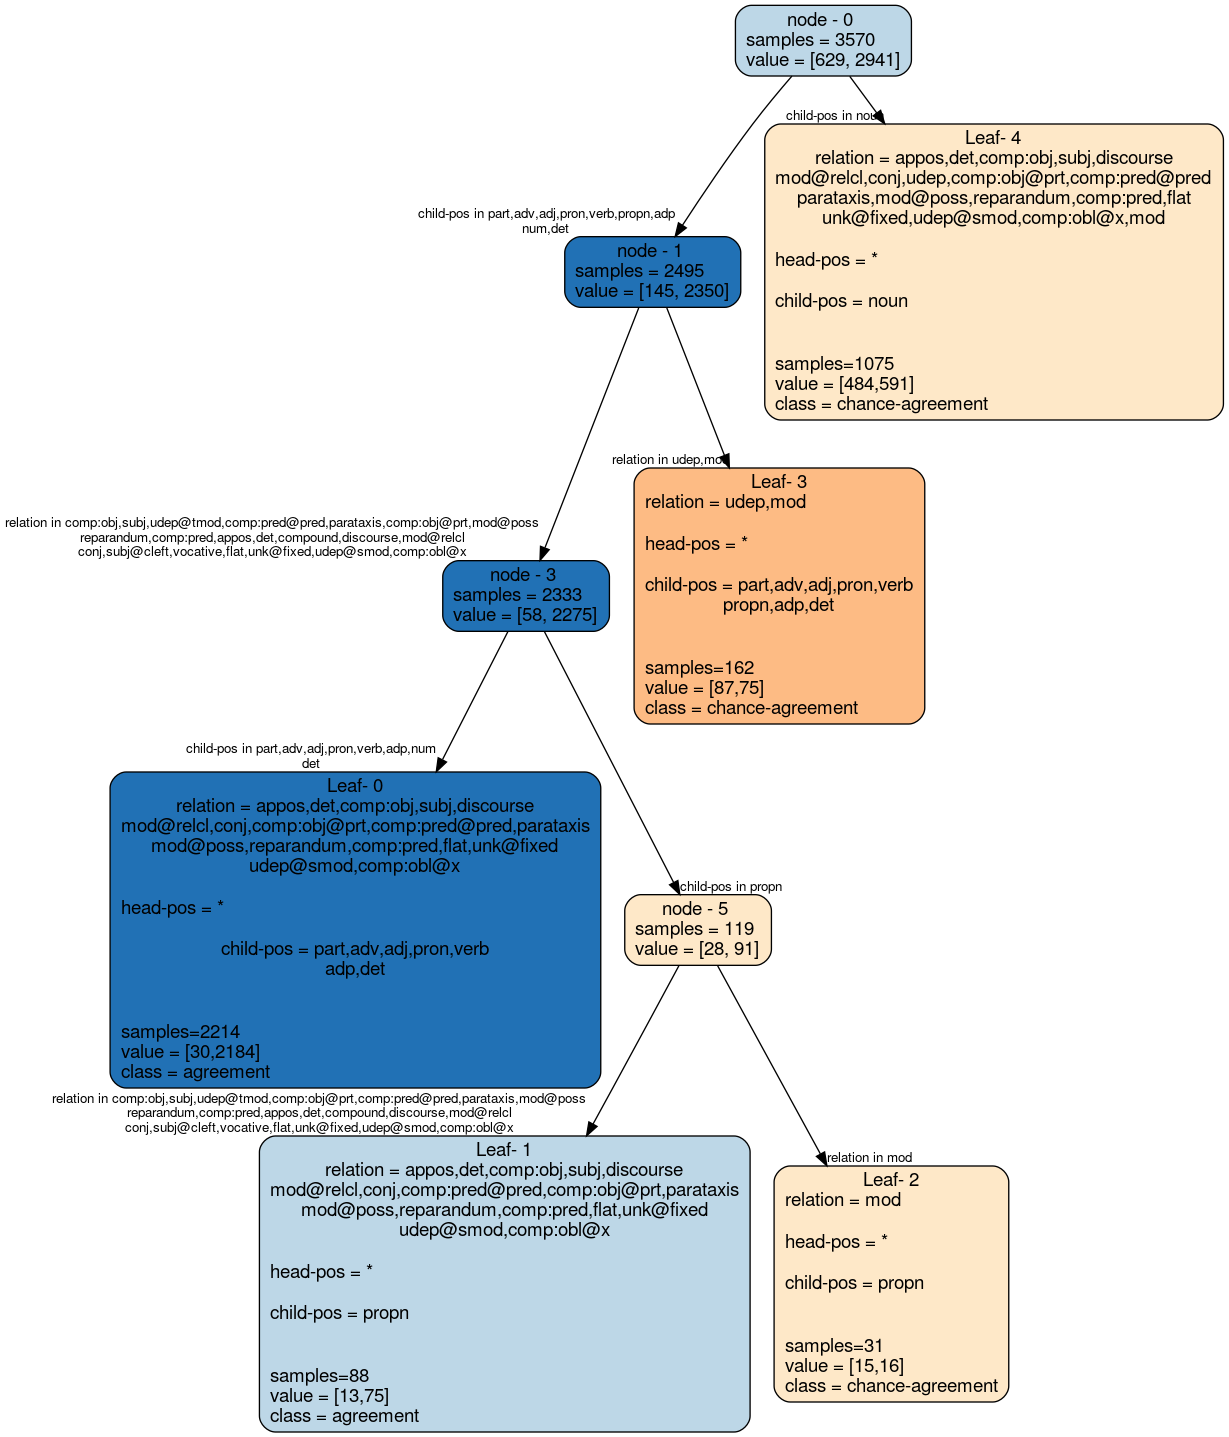 node - 0
samples = 3570
value = [629, 2941]
child-pos in noun
Leaf- 4
relation = appos,det,comp:obj,subj,discourse
mod@relcl,conj,udep,comp:obj@prt,comp:pred@pred
parataxis,mod@poss,reparandum,comp:pred,flat
unk@fixed,udep@smod,comp:obl@x,mod
head-pos = *
child-pos = noun
samples=1075
value = [484,591]
class = chance-agreement
child-pos in part,adv,adj,pron,verb,propn,adp
num,det
node - 1
samples = 2495
value = [145, 2350]
relation in udep,mod
Leaf- 3
relation = udep,mod
head-pos = *
child-pos = part,adv,adj,pron,verb
propn,adp,det
samples=162
value = [87,75]
class = chance-agreement
relation in comp:obj,subj,udep@tmod,comp:pred@pred,parataxis,comp:obj@prt,mod@poss
reparandum,comp:pred,appos,det,compound,discourse,mod@relcl
conj,subj@cleft,vocative,flat,unk@fixed,udep@smod,comp:obl@x
node - 3
samples = 2333
value = [58, 2275]
child-pos in part,adv,adj,pron,verb,adp,num
det
Leaf- 0
relation = appos,det,comp:obj,subj,discourse
mod@relcl,conj,comp:obj@prt,comp:pred@pred,parataxis
mod@poss,reparandum,comp:pred,flat,unk@fixed
udep@smod,comp:obl@x
head-pos = *
child-pos = part,adv,adj,pron,verb
adp,det
samples=2214
value = [30,2184]
class = agreement
child-pos in propn
node - 5
samples = 119
value = [28, 91]
relation in comp:obj,subj,udep@tmod,comp:obj@prt,comp:pred@pred,parataxis,mod@poss
reparandum,comp:pred,appos,det,compound,discourse,mod@relcl
conj,subj@cleft,vocative,flat,unk@fixed,udep@smod,comp:obl@x
Leaf- 1
relation = appos,det,comp:obj,subj,discourse
mod@relcl,conj,comp:pred@pred,comp:obj@prt,parataxis
mod@poss,reparandum,comp:pred,flat,unk@fixed
udep@smod,comp:obl@x
head-pos = *
child-pos = propn
samples=88
value = [13,75]
class = agreement
relation in mod
Leaf- 2
relation = mod
head-pos = *
child-pos = propn
samples=31
value = [15,16]
class = chance-agreement